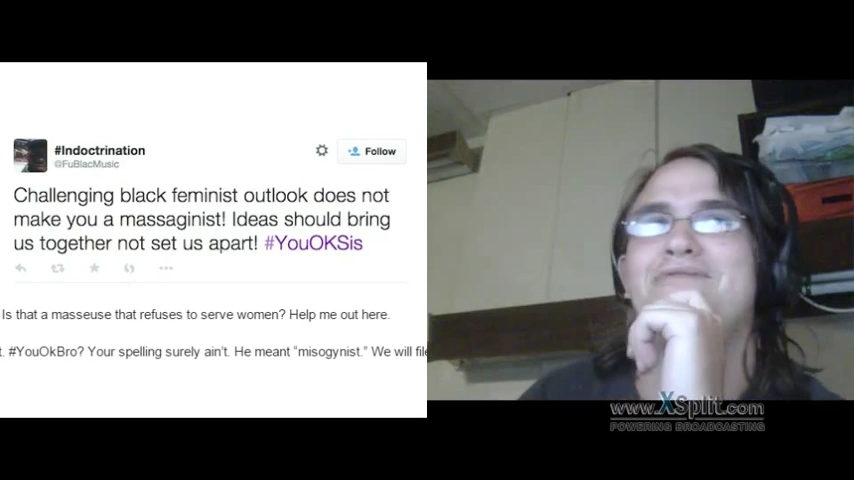 #Indoctrination
@FuBlacMusic
Follow
Challenging black feminist outlook does not
make you a massaginist! Ideas should bring
us together not set us apart! #YouOKSis
Is that a masseuse that refuses to serve women? Help me out here.
t. #YouOkBro? Your spelling surely ain't. He meant "misogynist." We will file
www.XSplit.com
POWERING BROADCASTING